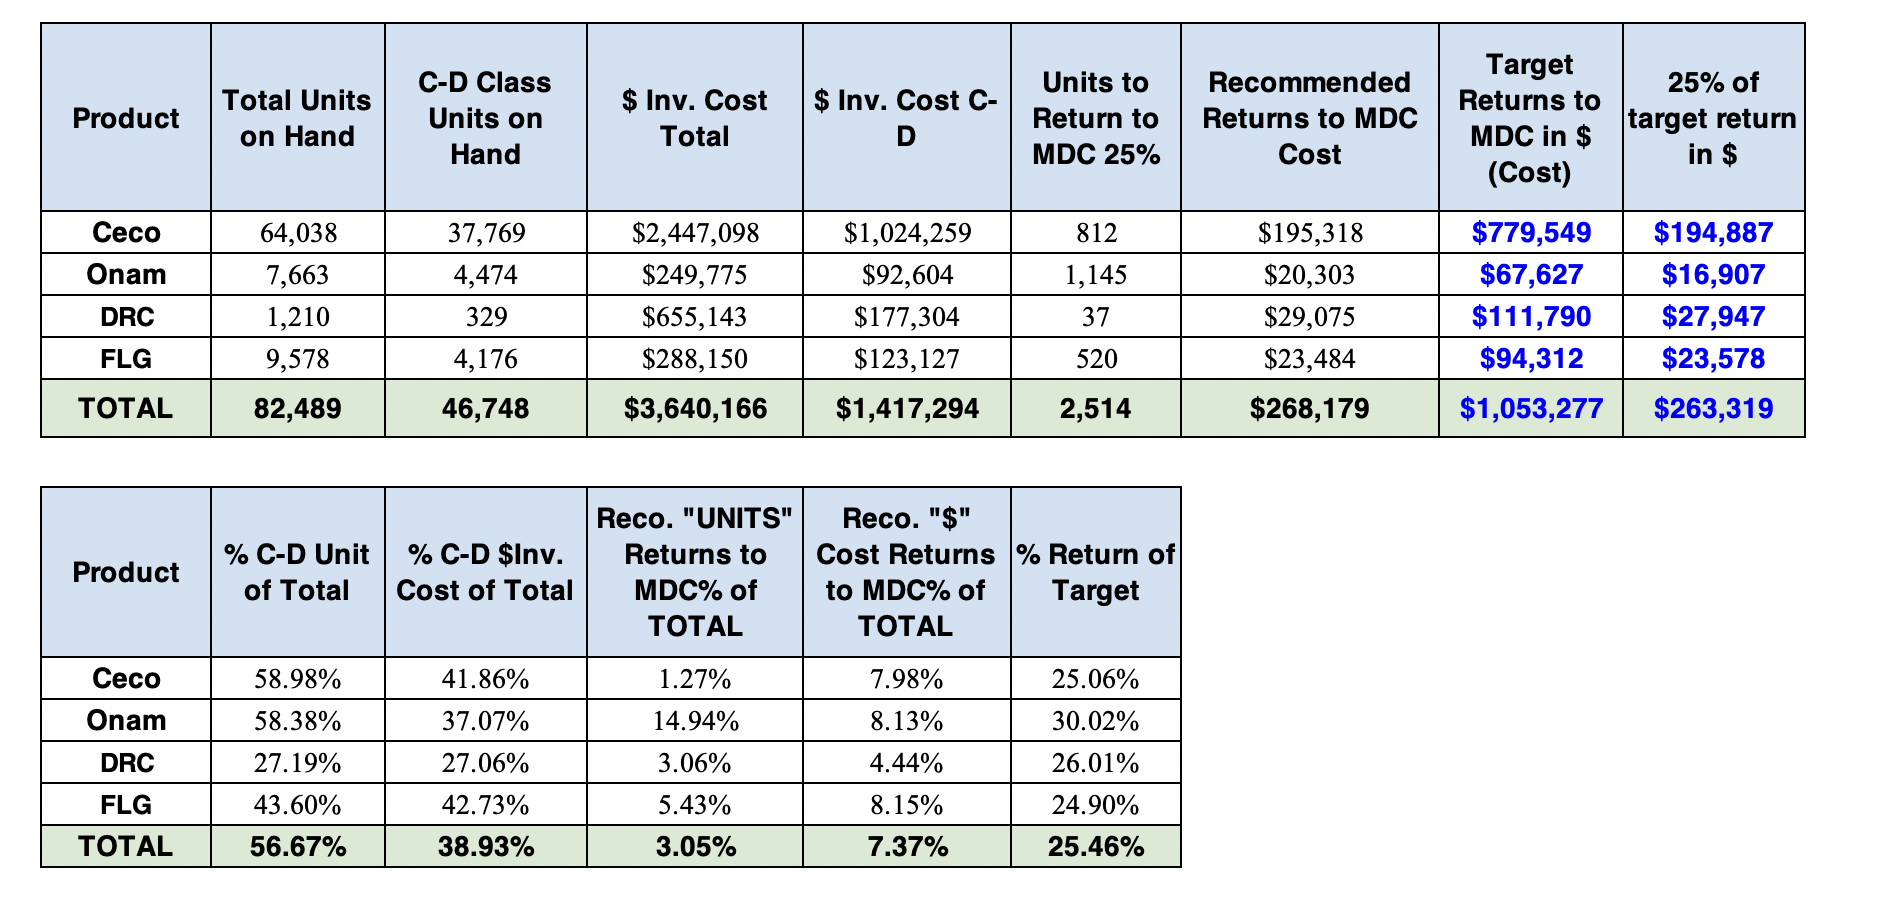 Product | Total Units on Hand | C-D Class Units on Hand | $ Inv. Cost Total | $ Inv. Cost C-D | Units to Return to MDC 25% | Recommended Returns to MDC Cost | Target Returns to MDC in $ (Cost) | 25% of target return in $
Ceco | 64,038 | 37,769 | $2,447,098 | $1,024,259 | 812 | $195,318 | $779,549 | $194,887
Onam | 7,663 | 4,474 | $249,775 | $92,604 | 1,145 | $20,303 | $67,627 | $16,907
DRC | 1,210 | 329 | $655,143 | $177,304 | 37 | $29,075 | $111,790 | $27,947
FLG | 9,578 | 4,176 | $288,150 | $123,127 | 520 | $23,484 | $94,312 | $23,578
TOTAL | 82,489 | 46,748 | $3,640,166 | $1,417,294 | 2,514 | $268,179 | $1,053,277 | $263,319
Product | % C-D Unit of Total | % C-D $Inv. Cost of Total | Reco. "UNITS" Returns to MDC% of TOTAL | Reco. "$" Cost Returns to MDC% of TOTAL | % Return of Target
Ceco | 58.98% | 41.86% | 1.27% | 7.98% | 25.06%
Onam | 58.38% | 37.07% | 14.94% | 8.13% | 30.02%
DRC | 27.19% | 27.06% | 3.06% | 4.44% | 26.01%
FLG | 43.60% | 42.73% | 5.43% | 8.15% | 24.90%
TOTAL | 56.67% | 38.93% | 3.05% | 7.37% | 25.46%